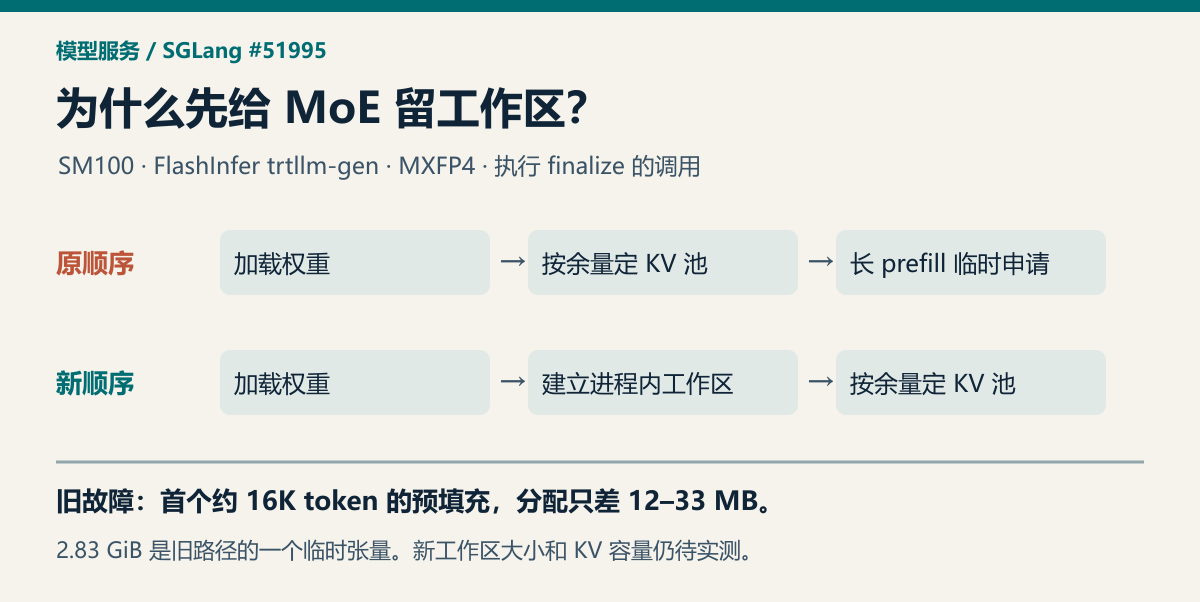 模型服务 / SGLang #51995
为什么先给 MoE 留工作区？
SM100 · FlashInfer trtllm-gen · MXFP4 · 执行 finalize 的调用
原顺序 加载权重 → 按余量定 KV 池 → 长 prefill 临时申请
新顺序 加载权重 → 建立进程内工作区 → 按余量定 KV 池
旧故障：首个约 16K token 的预填充，分配只差 12–33 MB。
2.83 GiB 是旧路径的一个临时张量。新工作区大小和 KV 容量仍待实测。